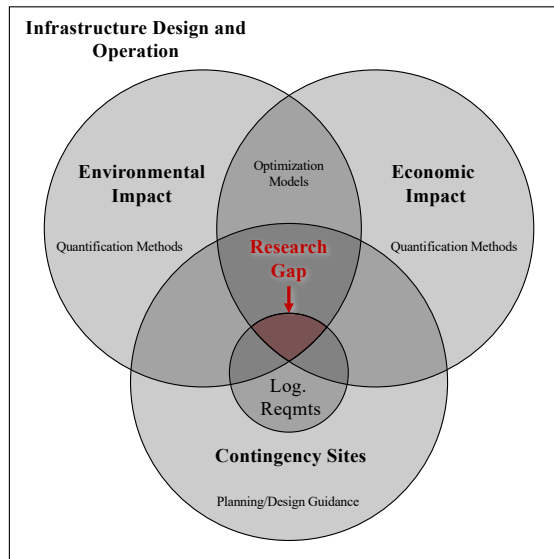 Infrastructure Design and
Operation
Environmental
Impact
Quantification Methods
Optimization
Models
Economic
Impact
Quantification Methods
Research
Gap
Log.
Reqmts
Contingency Sites
Planning/Design Guidance